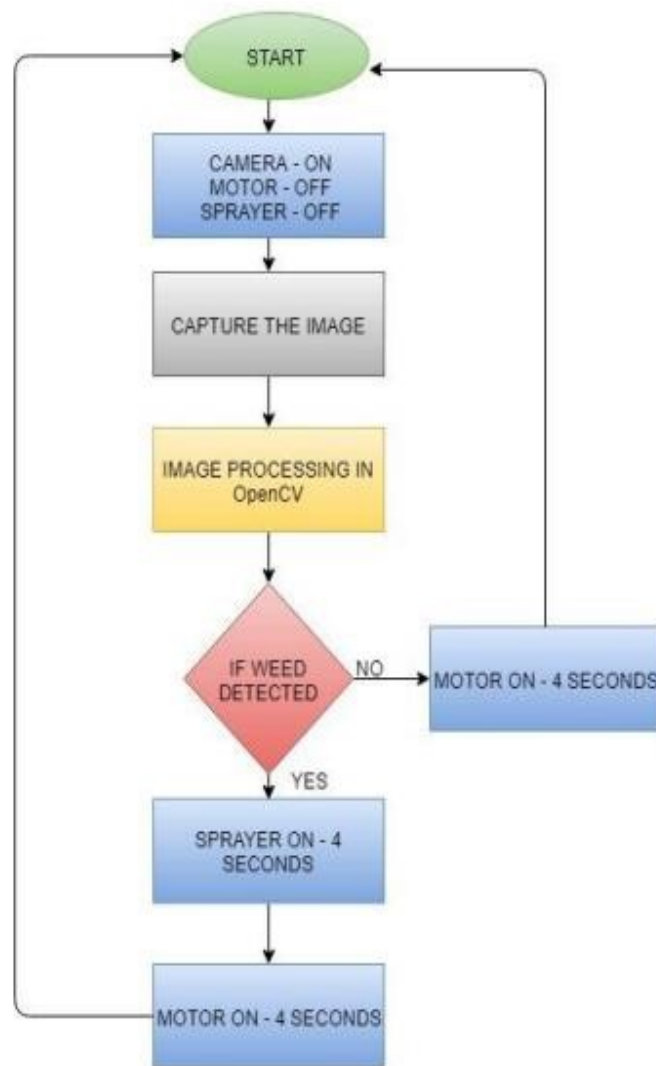 START
CAMERA - ON
MOTOR - OFF
SPRAYER - OFF
CAPTURE THE IMAGE
IMAGE PROCESSING IN
OpenCV
IF WEED
DETECTED
NO
MOTOR ON - 4 SECONDS
YES
SPRAYER ON - 4
SECONDS
MOTOR ON - 4 SECONDS